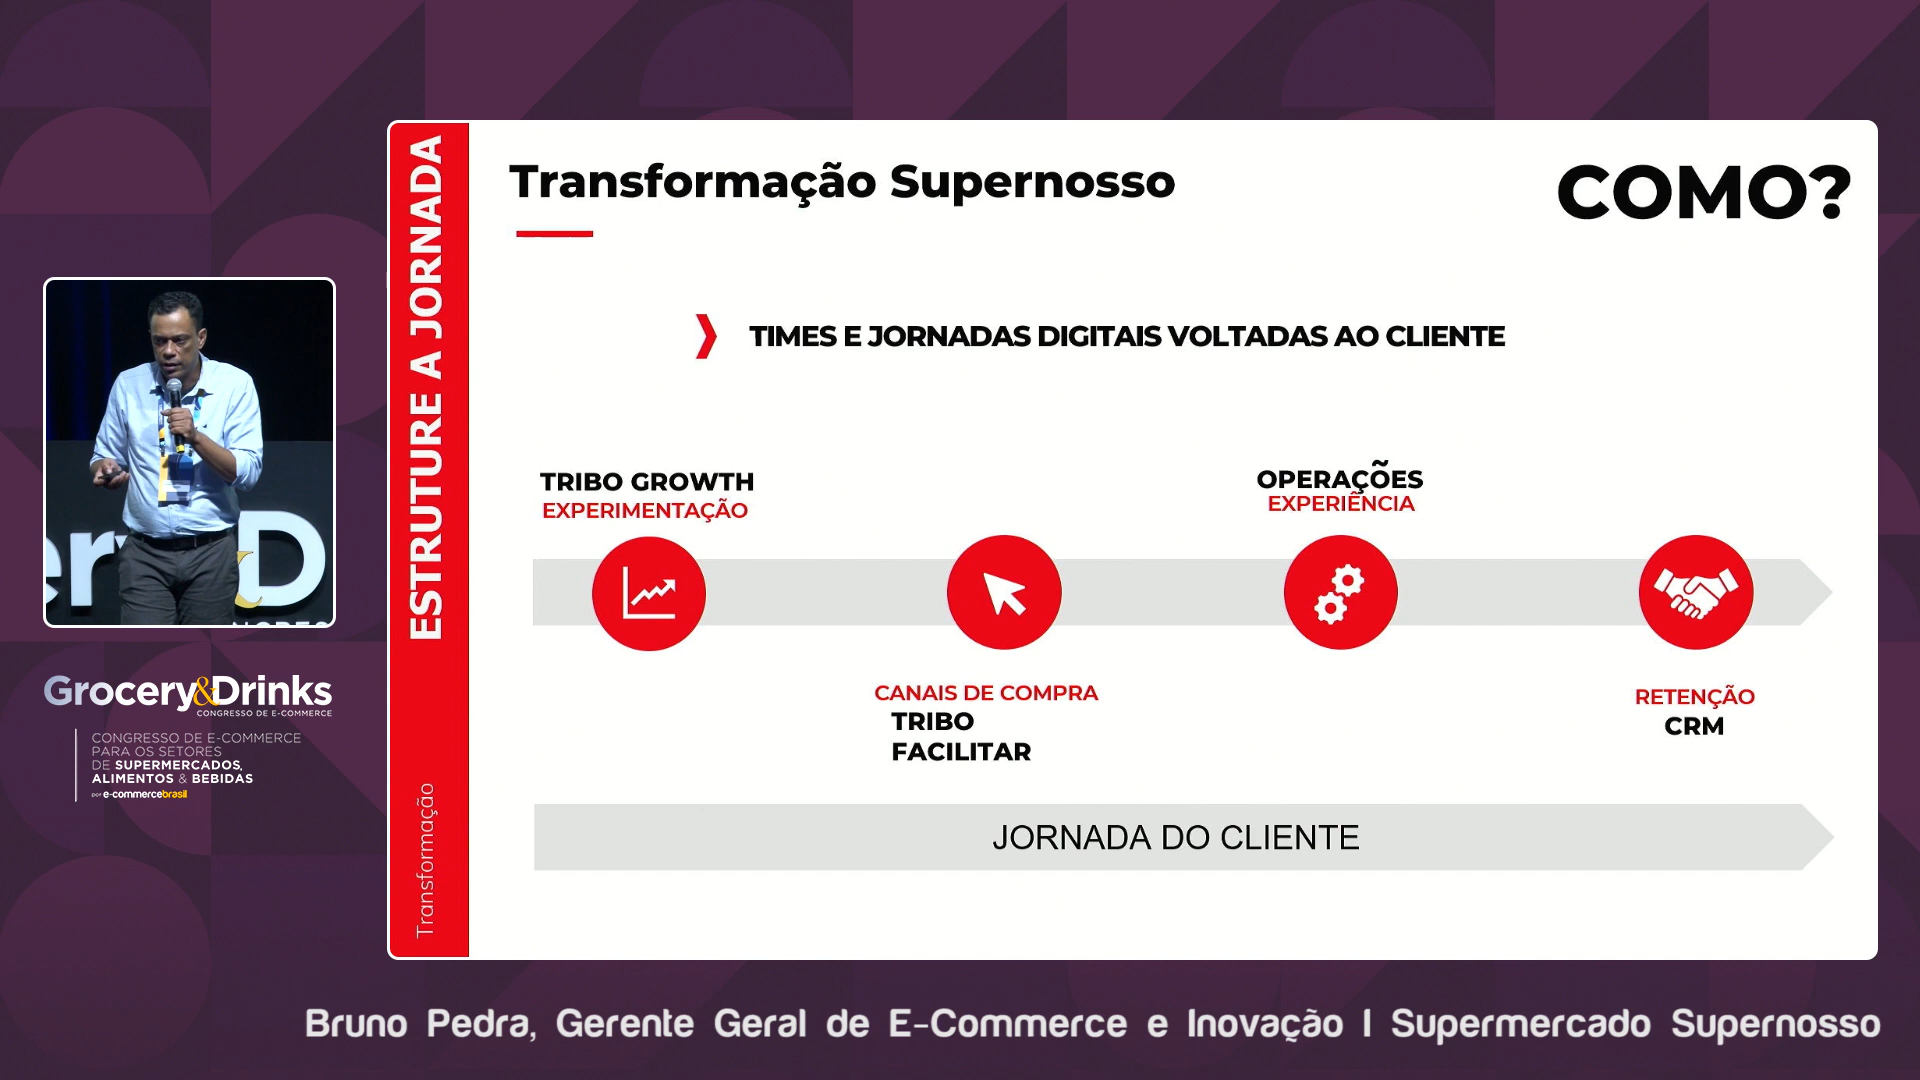 ESTRUTURE A JORNADA
Transformação
Transformação Supernosso
COMO?
TIMES E JORNADAS DIGITAIS VOLTADAS AO CLIENTE
TRIBO GROWTH
EXPERIMENTAÇÃO
OPERAÇÕES
EXPERIÊNCIA
CANAIS DE COMPRA
TRIBO
FACILITAR
RETENÇÃO
CRM
JORNADA DO CLIENTE
Grocery&Drinks
CONGRESSO DE E-COMMERCE
CONGRESSO DE E-COMMERCE
PARA OS SETORES
DE SUPERMERCADOS,
ALIMENTOS & BEBIDAS
por e-commercebrasil
Bruno Pedra, Gerente Geral de E-Commerce e Inovação | Supermercado Supernosso